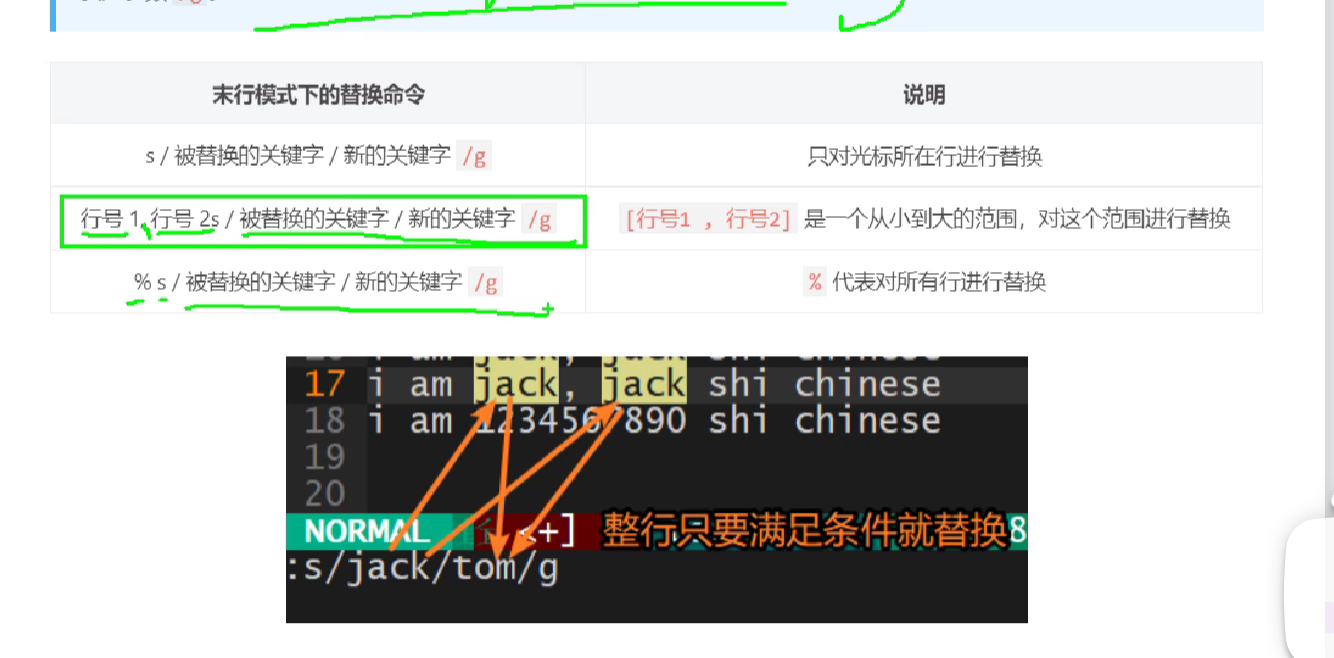 末行模式下的替换命令 说明
s / 被替换的关键字 / 新的关键字 /g 只对光标所在行进行替换
行号 1, 行号 2s / 被替换的关键字 / 新的关键字 /g [行号1 , 行号2] 是一个从小到大的范围，对这个范围进行替换
% s / 被替换的关键字 / 新的关键字 /g % 代表对所有行进行替换
17 i am jack, jack shi chinese
18 i am 1234567890 shi chinese
19
20
NORMAL <+] 整行只要满足条件就替换8
:s/jack/tom/g